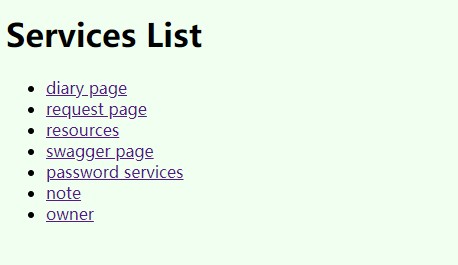 Services List
diary page
request page
resources
swagger page
password services
note
owner